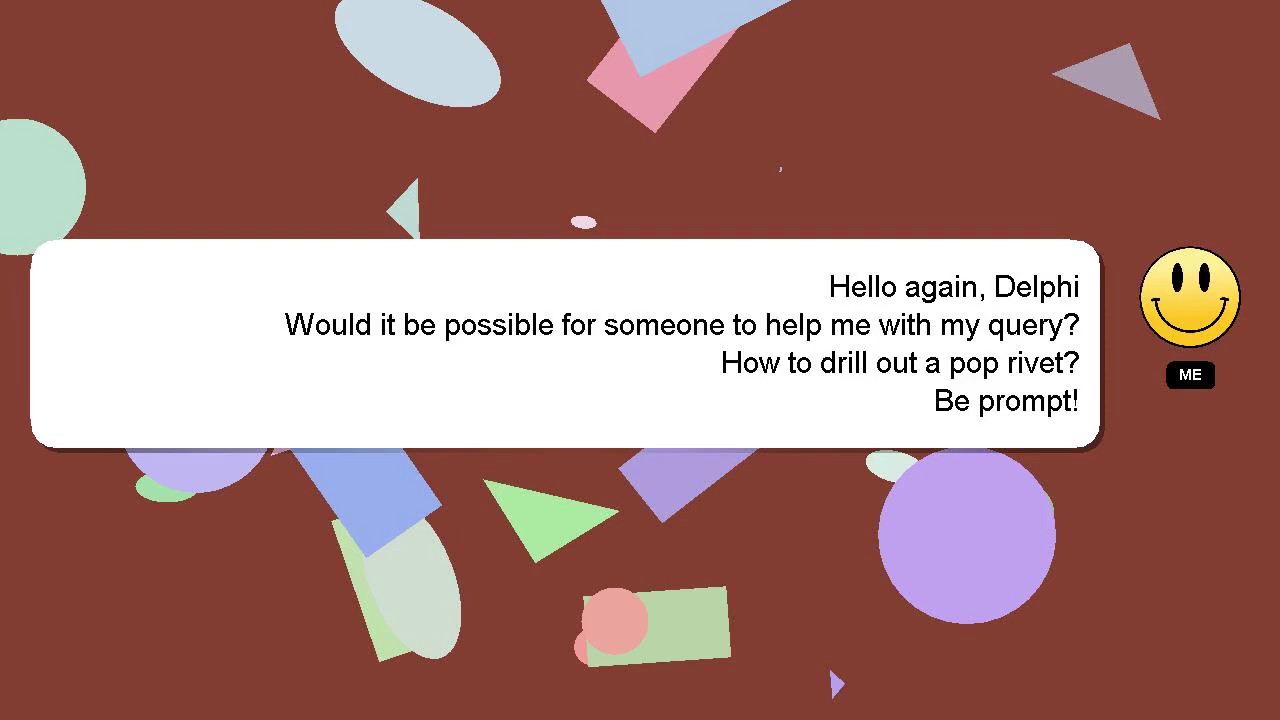 Hello again, Delphi
Would it be possible for someone to help me with my query?
How to drill out a pop rivet?
Be prompt!
ME